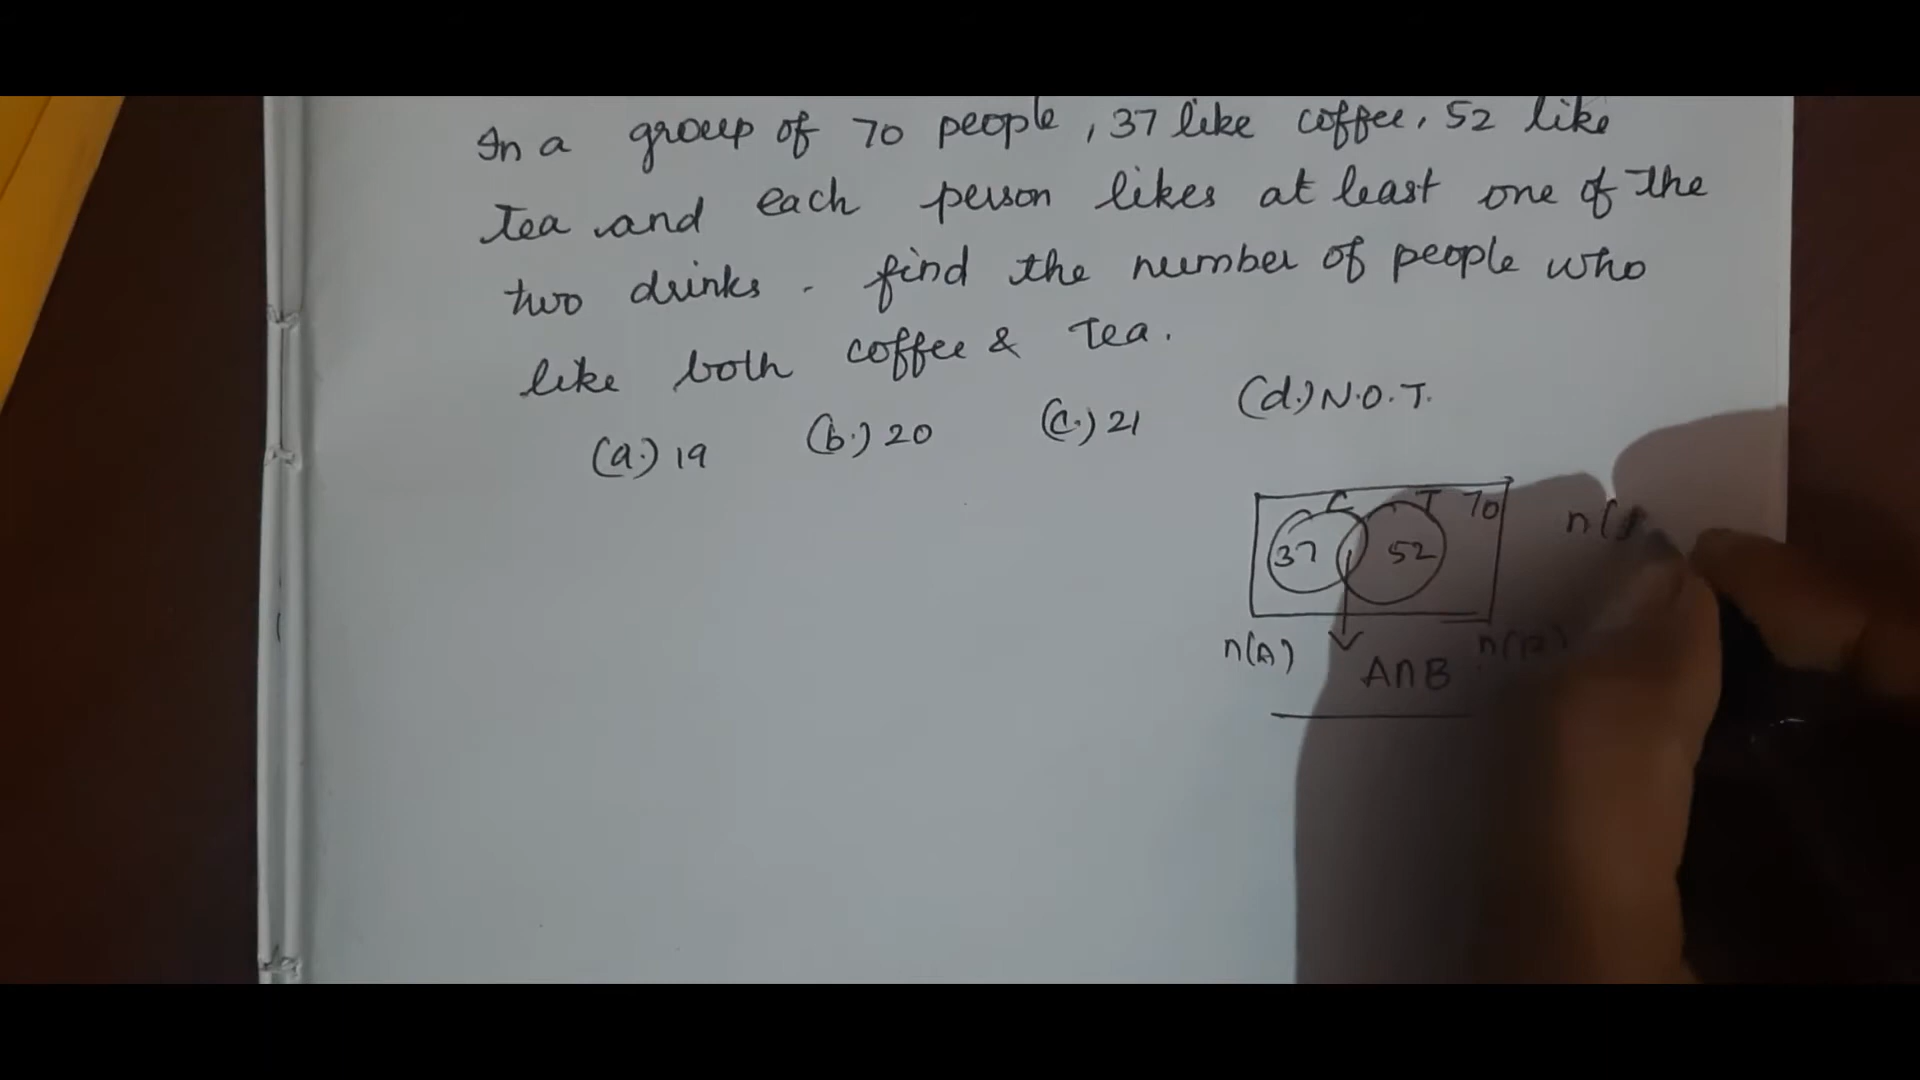 In a group of 70 people, 37 like coffee, 52 like
tea and each person likes at least one of the
two drinks. find the number of people who
like both coffee & tea.
(a.) 19 (b.) 20 (c.) 21 (d.) N.O.T.
C T 70
37 52
n(
n(A) n(B)
A∩B